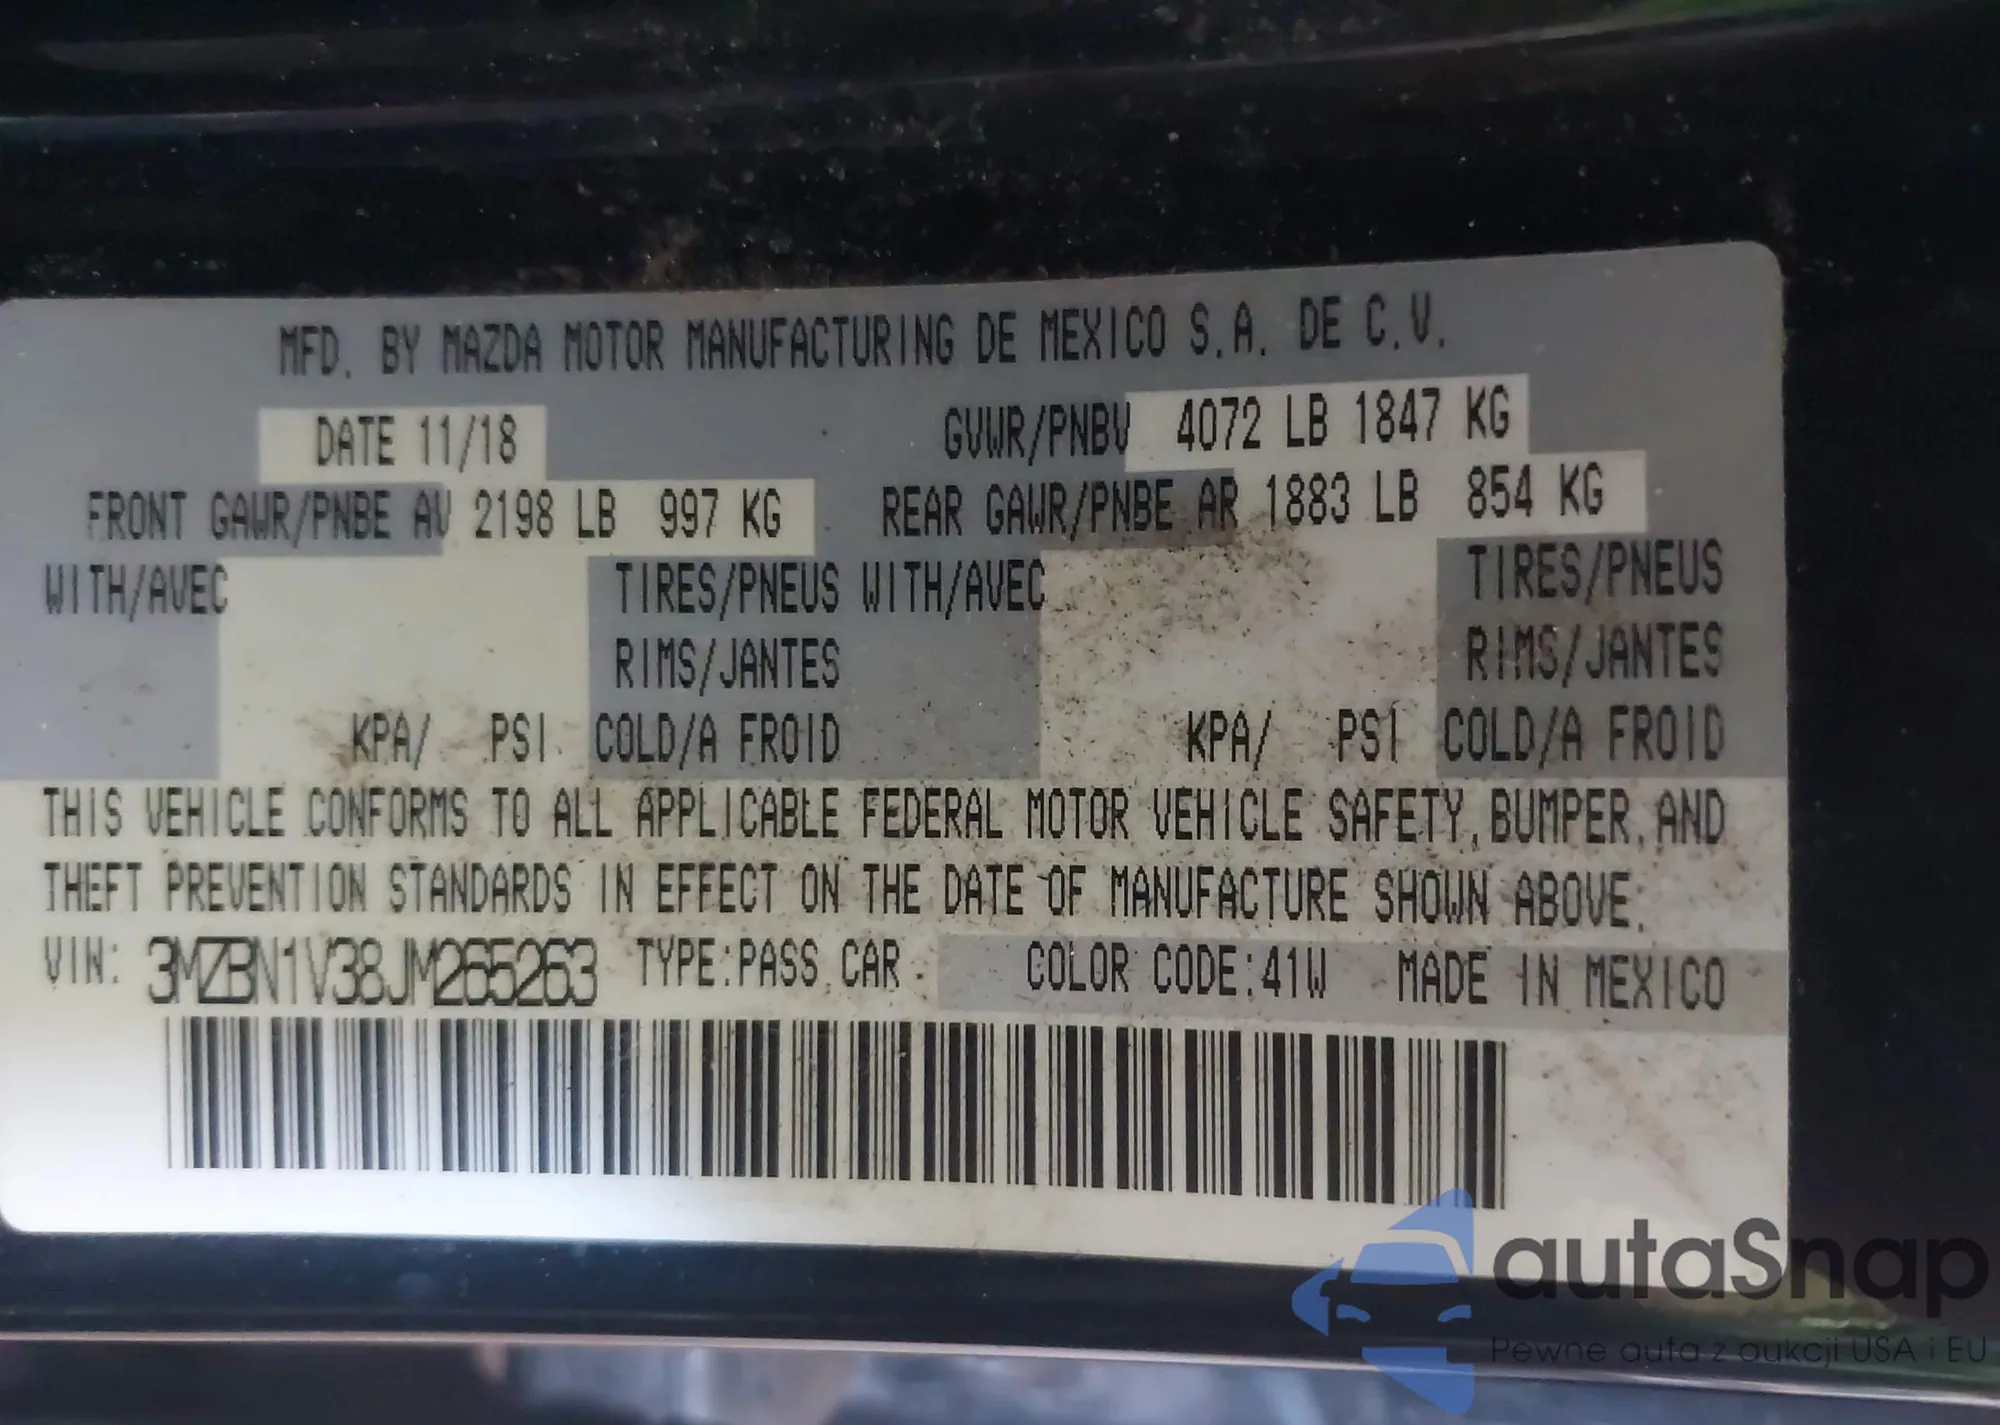 MFD. BY MAZDA MOTOR MANUFACTURING DE MEXICO S.A. DE C.V.
DATE 11/18 GVWR/PNBV 4072 LB 1847 KG
FRONT GAWR/PNBE AV 2198 LB 997 KG REAR GAWR/PNBE AR 1883 LB 854 KG
WITH/AVEC TIRES/PNEUS WITH/AVEC TIRES/PNEUS
RIMS/JANTES RIMS/JANTES
KPA/ PSI COLD/A FROID KPA/ PSI COLD/A FROID
THIS VEHICLE CONFORMS TO ALL APPLICABLE FEDERAL MOTOR VEHICLE SAFETY, BUMPER, AND
THEFT PREVENTION STANDARDS IN EFFECT ON THE DATE OF MANUFACTURE SHOWN ABOVE.
VIN: 3MZBN1V38JM265263 TYPE:PASS.CAR COLOR CODE:41W MADE IN MEXICO
autaSnap
Pewne auta z aukcji USA i EU